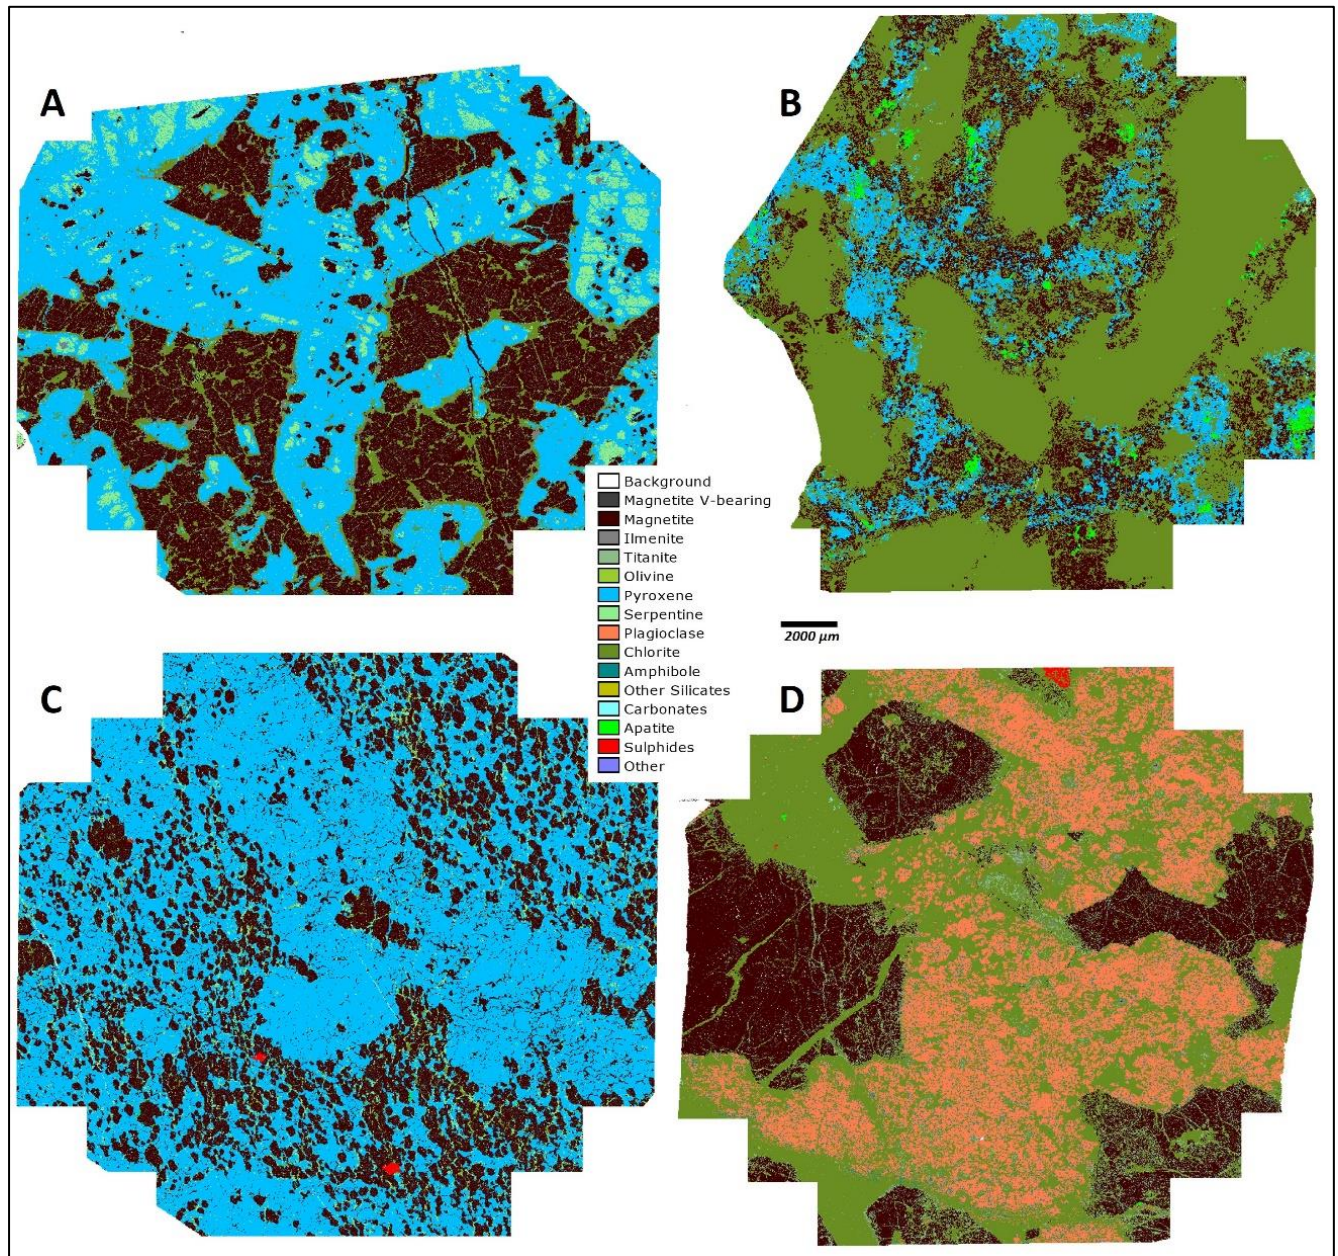 A
B
Background
Magnetite V-bearing
Magnetite
Ilmenite
Titanite
Olivine
Pyroxene
Serpentine
Plagioclase
Chlorite
Amphibole
Other Silicates
Carbonates
Apatite
Sulphides
Other
2000 µm
C
D